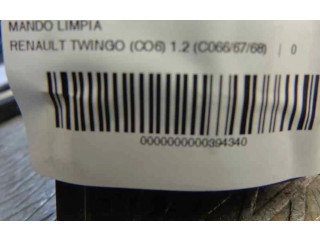 MANDO LIMPIA
RENAULT TWINGO (CO6) 1.2 (C066/67/68) | 0
0000000000394340